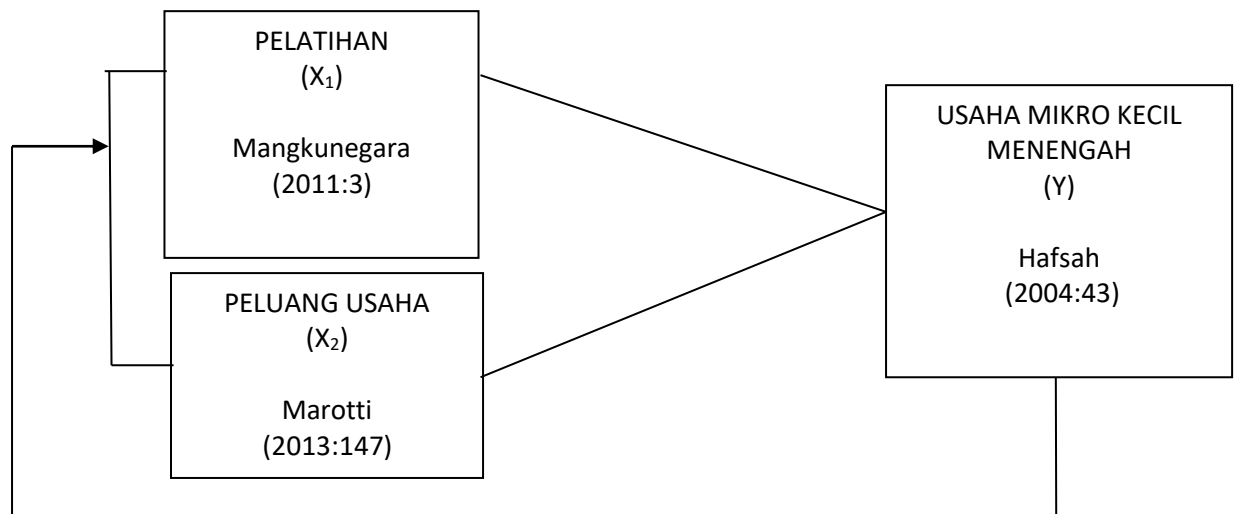 PELATIHAN
(X₁)
Mangkunegara
(2011:3)
PELUANG USAHA
(X₂)
Marotti
(2013:147)
USAHA MIKRO KECIL
MENENGAH
(Y)
Hafsah
(2004:43)